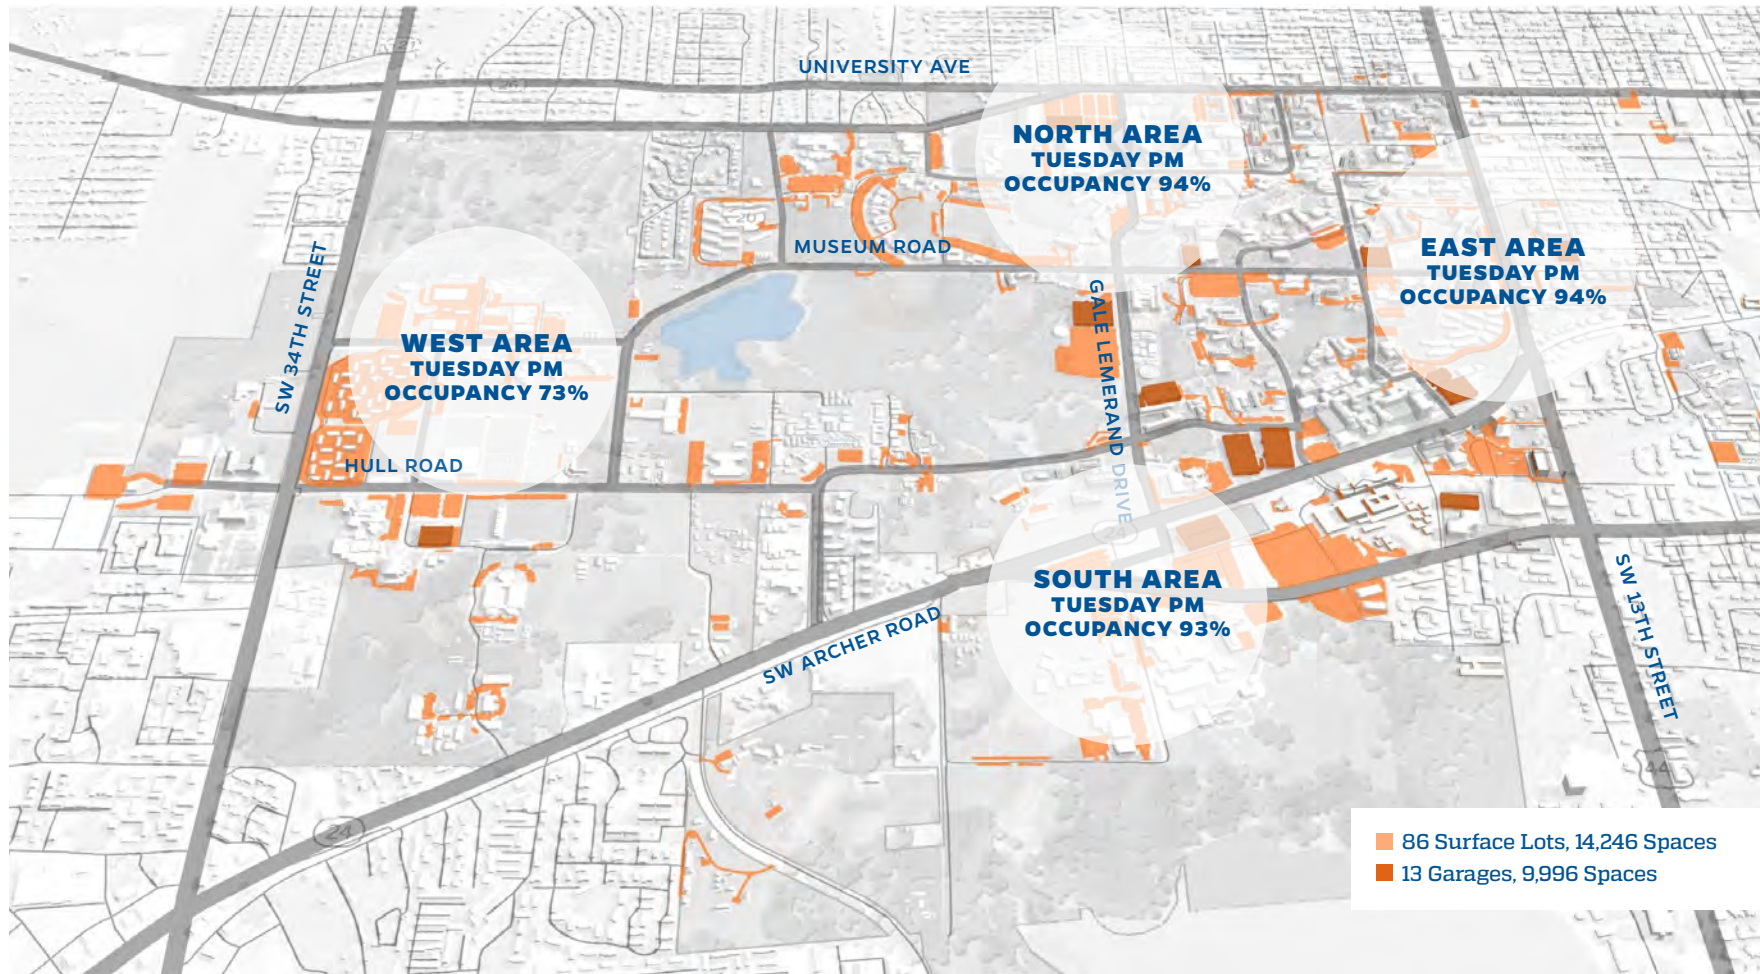 UNIVERSITY AVE
NORTH AREA
TUESDAY PM
OCCUPANCY 94%
EAST AREA
TUESDAY PM
OCCUPANCY 94%
MUSEUM ROAD
SW 34TH STREET
WEST AREA
TUESDAY PM
OCCUPANCY 73%
GALE LEMERAND DRIVE
HULL ROAD
SOUTH AREA
TUESDAY PM
OCCUPANCY 93%
SW ARCHER ROAD
SW 13TH STREET
24
86 Surface Lots, 14,246 Spaces
13 Garages, 9,996 Spaces